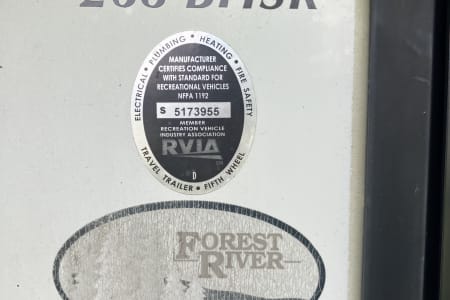 ELECTRICAL • PLUMBING • HEATING • FIRE SAFETY
MANUFACTURER
CERTIFIES COMPLIANCE
WITH STANDARD FOR
RECREATIONAL VEHICLES
NFPA 1192
S 5173955
MEMBER
RECREATION VEHICLE
INDUSTRY ASSOCIATION
RVIA
D
TRAVEL TRAILER • FIFTH WHEEL
FOREST
RIVER